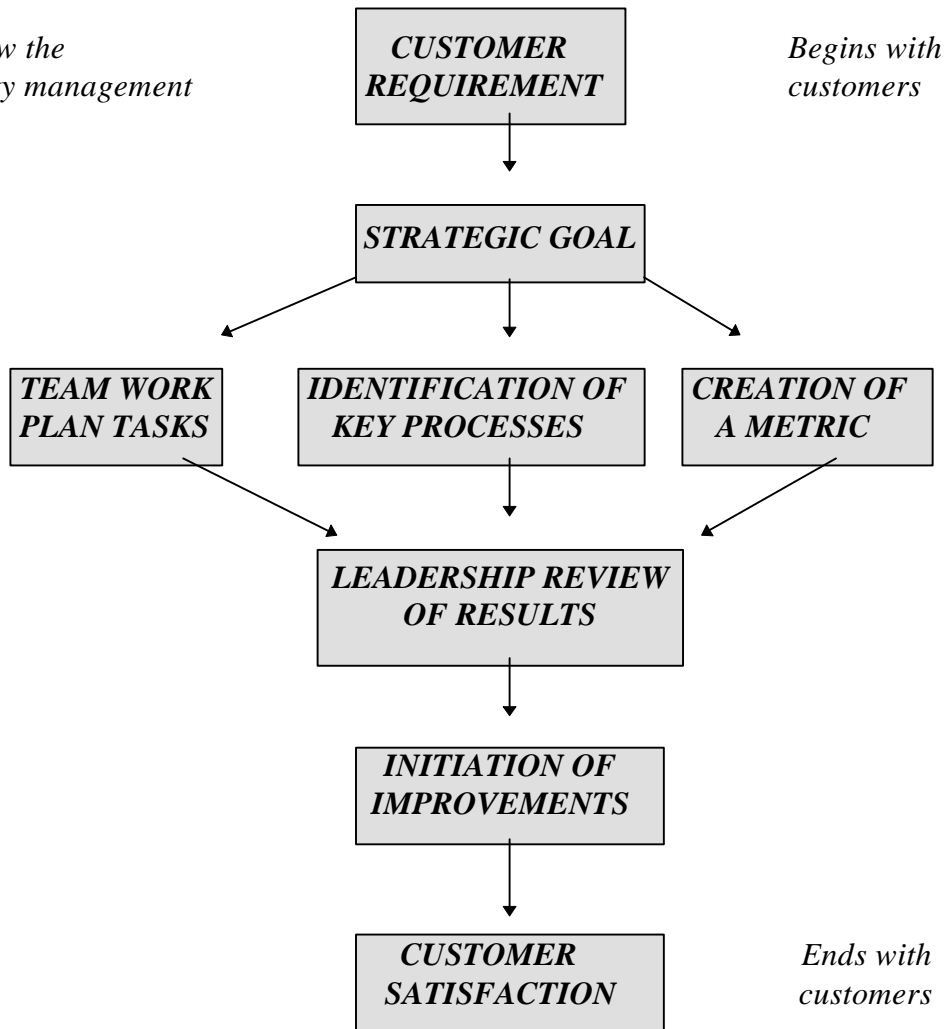 w the
y management
CUSTOMER
REQUIREMENT
Begins with
customers
STRATEGIC GOAL
TEAM WORK
PLAN TASKS
IDENTIFICATION OF
KEY PROCESSES
CREATION OF
A METRIC
LEADERSHIP REVIEW
OF RESULTS
INITIATION OF
IMPROVEMENTS
CUSTOMER
SATISFACTION
Ends with
customers